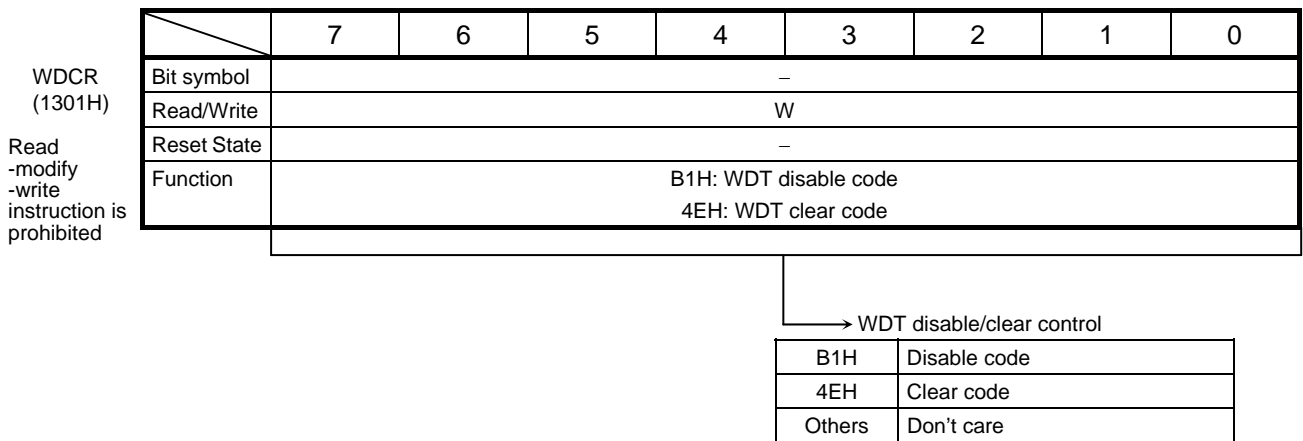 7 6 5 4 3 2 1 0
WDCR
(1301H)
Read
-modify
-write
instruction is
prohibited
Bit symbol –
Read/Write W
Reset State –
Function B1H: WDT disable code
4EH: WDT clear code
WDT disable/clear control
B1H Disable code
4EH Clear code
Others Don't care